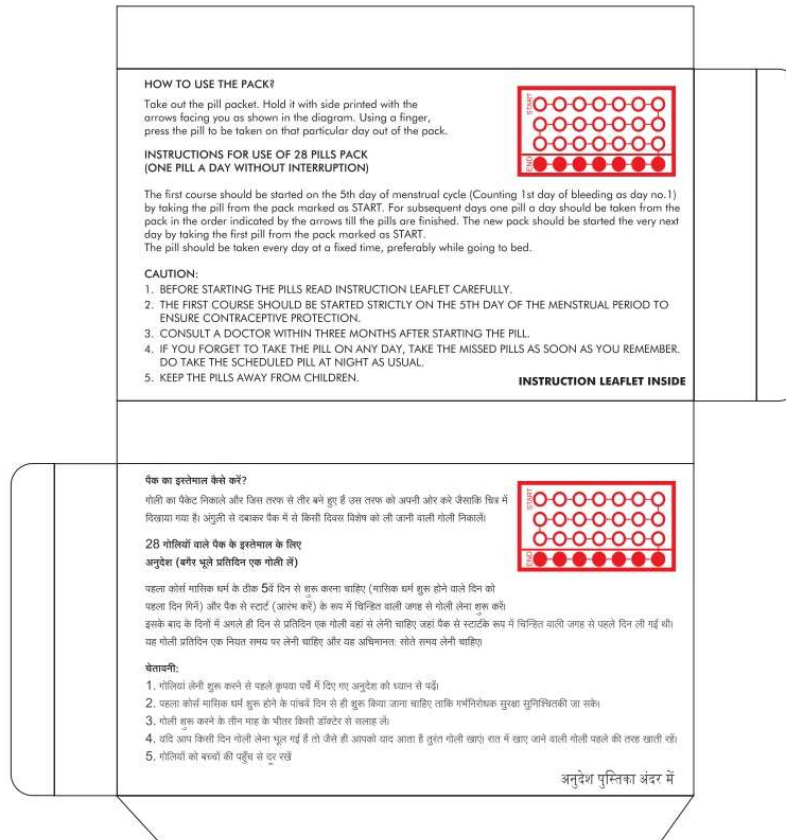 HOW TO USE THE PACK?
Take out the pill packet. Hold it with side printed with the
arrows facing you as shown in the diagram. Using a finger,
press the pill to be taken on that particular day out of the pack.
START
END
INSTRUCTIONS FOR USE OF 28 PILLS PACK
(ONE PILL A DAY WITHOUT INTERRUPTION)
The first course should be started on the 5th day of menstrual cycle (Counting 1st day of bleeding as day no.1)
by taking the pill from the pack marked as START. For subsequent days one pill a day should be taken from the
pack in the order indicated by the arrows till the pills are finished. The new pack should be started the very next
day by taking the first pill from the pack marked as START.
The pill should be taken every day at a fixed time, preferably while going to bed.
CAUTION:
1. BEFORE STARTING THE PILLS READ INSTRUCTION LEAFLET CAREFULLY.
2. THE FIRST COURSE SHOULD BE STARTED STRICTLY ON THE 5TH DAY OF THE MENSTRUAL PERIOD TO
ENSURE CONTRACEPTIVE PROTECTION.
3. CONSULT A DOCTOR WITHIN THREE MONTHS AFTER STARTING THE PILL.
4. IF YOU FORGET TO TAKE THE PILL ON ANY DAY, TAKE THE MISSED PILLS AS SOON AS YOU REMEMBER.
DO TAKE THE SCHEDULED PILL AT NIGHT AS USUAL.
5. KEEP THE PILLS AWAY FROM CHILDREN.
INSTRUCTION LEAFLET INSIDE
पैक का इस्तेमाल कैसे करें?
गोली का पैकेट निकाले और जिस तरफ से तीर बने हुए हैं उस तरफ को अपनी ओर करे जैसाकि चित्र में
दिखाया गया है। अंगुली से दबाकर पैक में से किसी दिवस विशेष को ली जानी वाली गोली निकालें।
START
END
28 गोलियों वाले पैक के इस्तेमाल के लिए
अनुदेश (बगैर भूले प्रतिदिन एक गोली लें)
पहला कोर्स मासिक धर्म के ठीक 5वें दिन से शुरू करना चाहिए (मासिक धर्म शुरू होने वाले दिन को
पहला दिन गिनें) और पैक से स्टार्ट (आरंभ करें) के रूप में चिन्हित वाली जगह से गोली लेना शुरू करें।
इसके बाद के दिनों में अगले ही दिन से प्रतिदिन एक गोली वहां से लेनी चाहिए जहां पैक से स्टार्टके रूप में चिन्हित वाली जगह से पहले दिन ली गई थी।
यह गोली प्रतिदिन एक नियत समय पर लेनी चाहिए और यह अधिमानत: सोते समय लेनी चाहिए।
चेतावनी:
1. गोलियां लेनी शुरू करने से पहले कृपया पर्चे में दिए गए अनुदेश को ध्यान से पढ़ें।
2. पहला कोर्स मासिक धर्म शुरू होने के पांचवें दिन से ही शुरू किया जाना चाहिए ताकि गर्भनिरोधक सुरक्षा सुनिश्चितकी जा सके।
3. गोली शुरू करने के तीन माह के भीतर किसी डॉक्टर से सलाह लें।
4. यदि आप किसी दिन गोली लेना भूल गई हैं तो जैसे ही आपको याद आता है तुरंत गोली खाएं। रात में खाए जाने वाली गोली पहले की तरह खाती रहें।
5. गोलियों को बच्चों की पहुँच से दूर रखें
अनुदेश पुस्तिका अंदर में